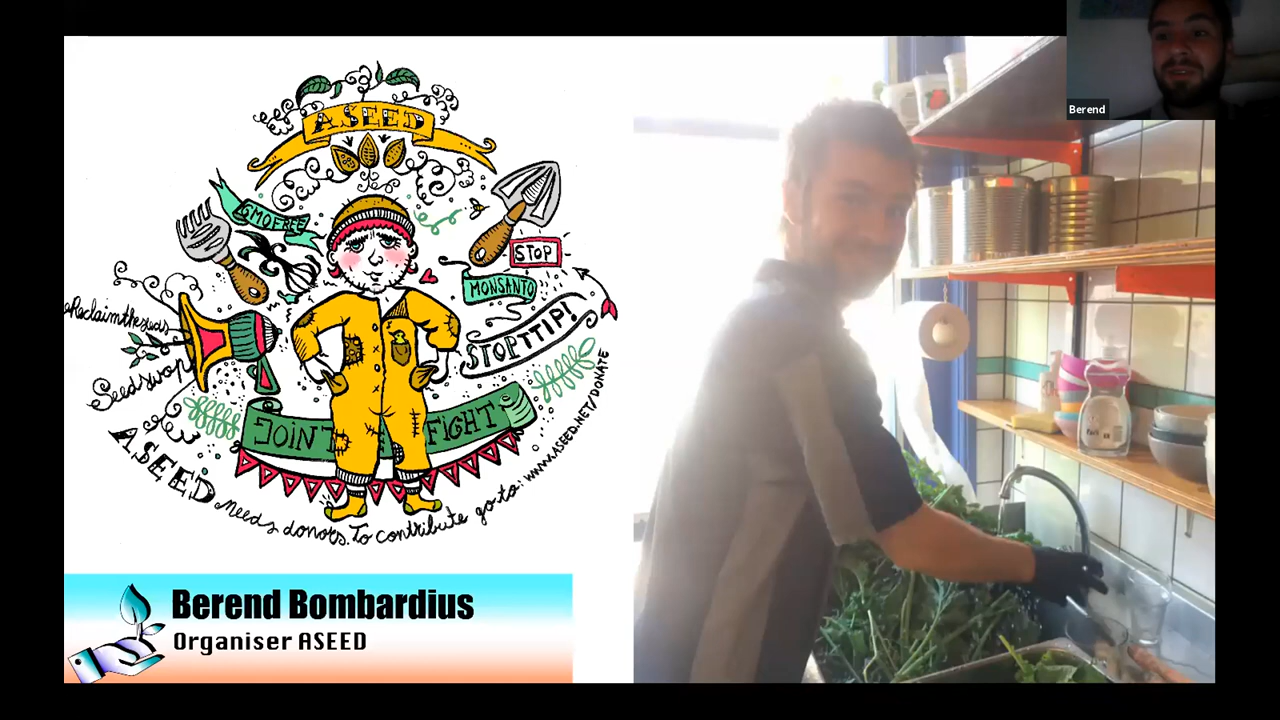 ASEED
GMO FREE
STOP
MONSANTO
STOP TTIP!
#Reclaimtheseeds
Seedswap
JOIN T
FIGHT
ASEED needs donors. To contribute go to: www.ASEED.NET/DONATE
Berend Bombardius
Organiser ASEED
Berend